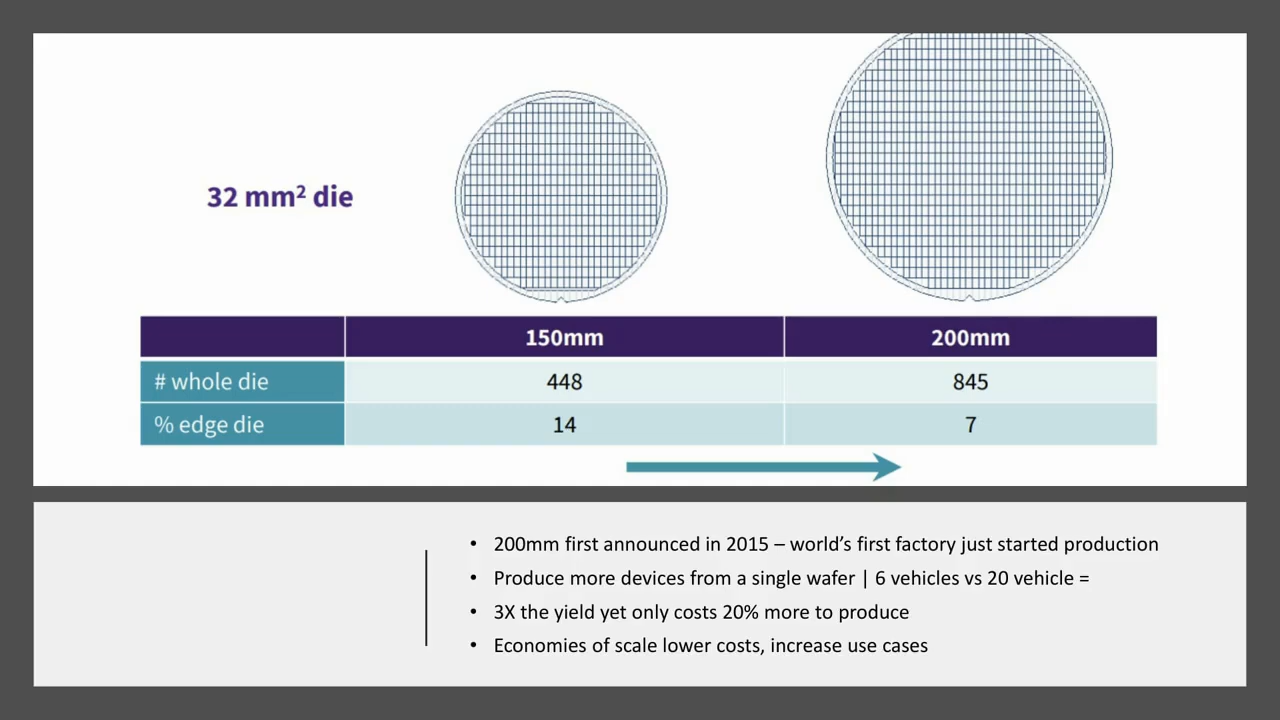 32 mm² die
150mm 200mm
# whole die 448 845
% edge die 14 7
• 200mm first announced in 2015 – world’s first factory just started production
• Produce more devices from a single wafer | 6 vehicles vs 20 vehicle =
• 3X the yield yet only costs 20% more to produce
• Economies of scale lower costs, increase use cases